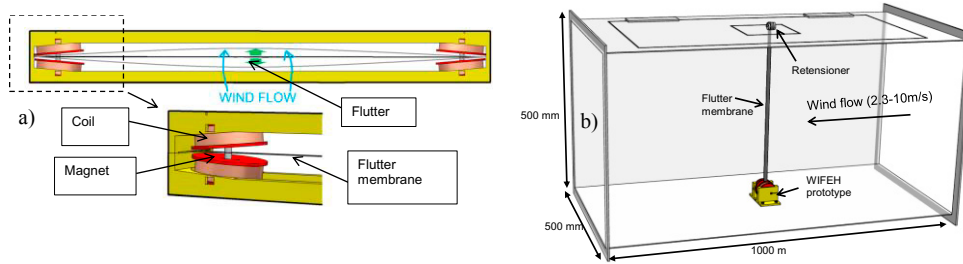 WIND FLOW
Flutter
a)
Coil
Magnet
Flutter
membrane
500 mm
b)
Retensioner
Flutter
membrane
Wind flow (2.3-10m/s)
WIFEH
prototype
500 mm
1000 m